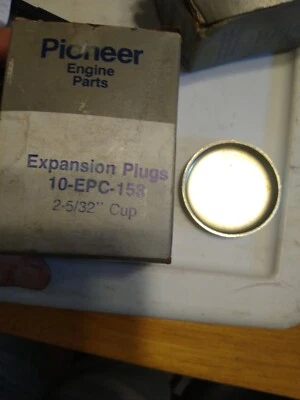 Pioneer
Engine
Parts
Expansion Plugs
10-EPC-158
2-5/32" Cup